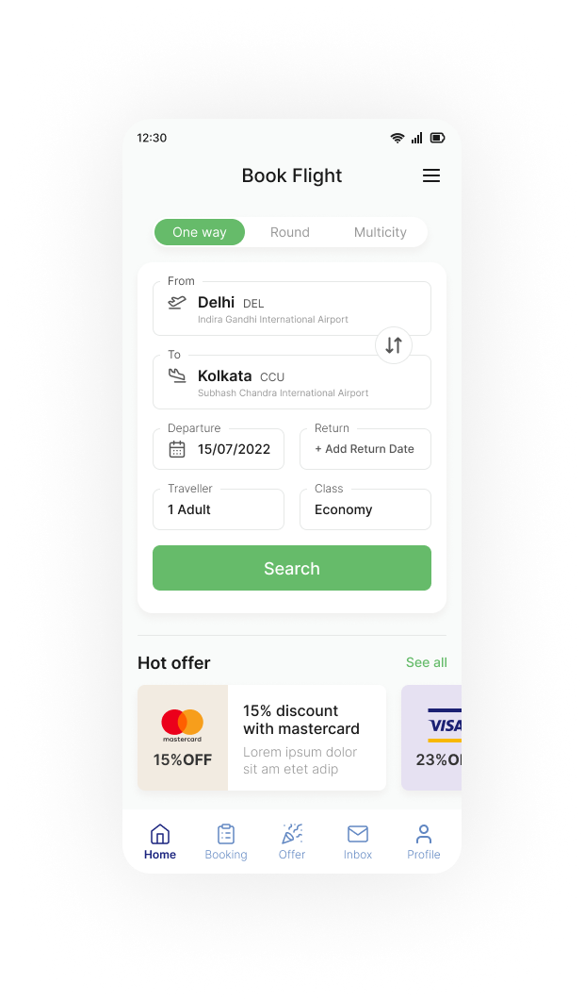 12:30
Book Flight
One way Round Multicity
From
Delhi DEL
Indira Gandhi International Airport
To
Kolkata CCU
Subhash Chandra International Airport
Departure Return
15/07/2022 + Add Return Date
Traveller Class
1 Adult Economy
Search
Hot offer See all
15% discount
with mastercard
Lorem ipsum dolor
sit am etet adip
mastercard
15%OFF
VISA
23%O
Home Booking Offer Inbox Profile